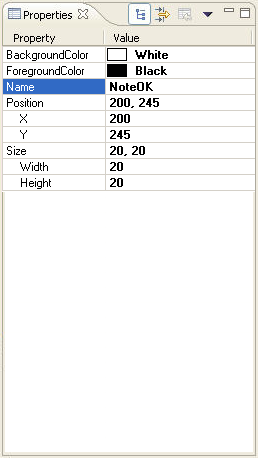 Properties
Property Value
BackgroundColor White
ForegroundColor Black
Name NoteOK
Position 200, 245
X 200
Y 245
Size 20, 20
Width 20
Height 20